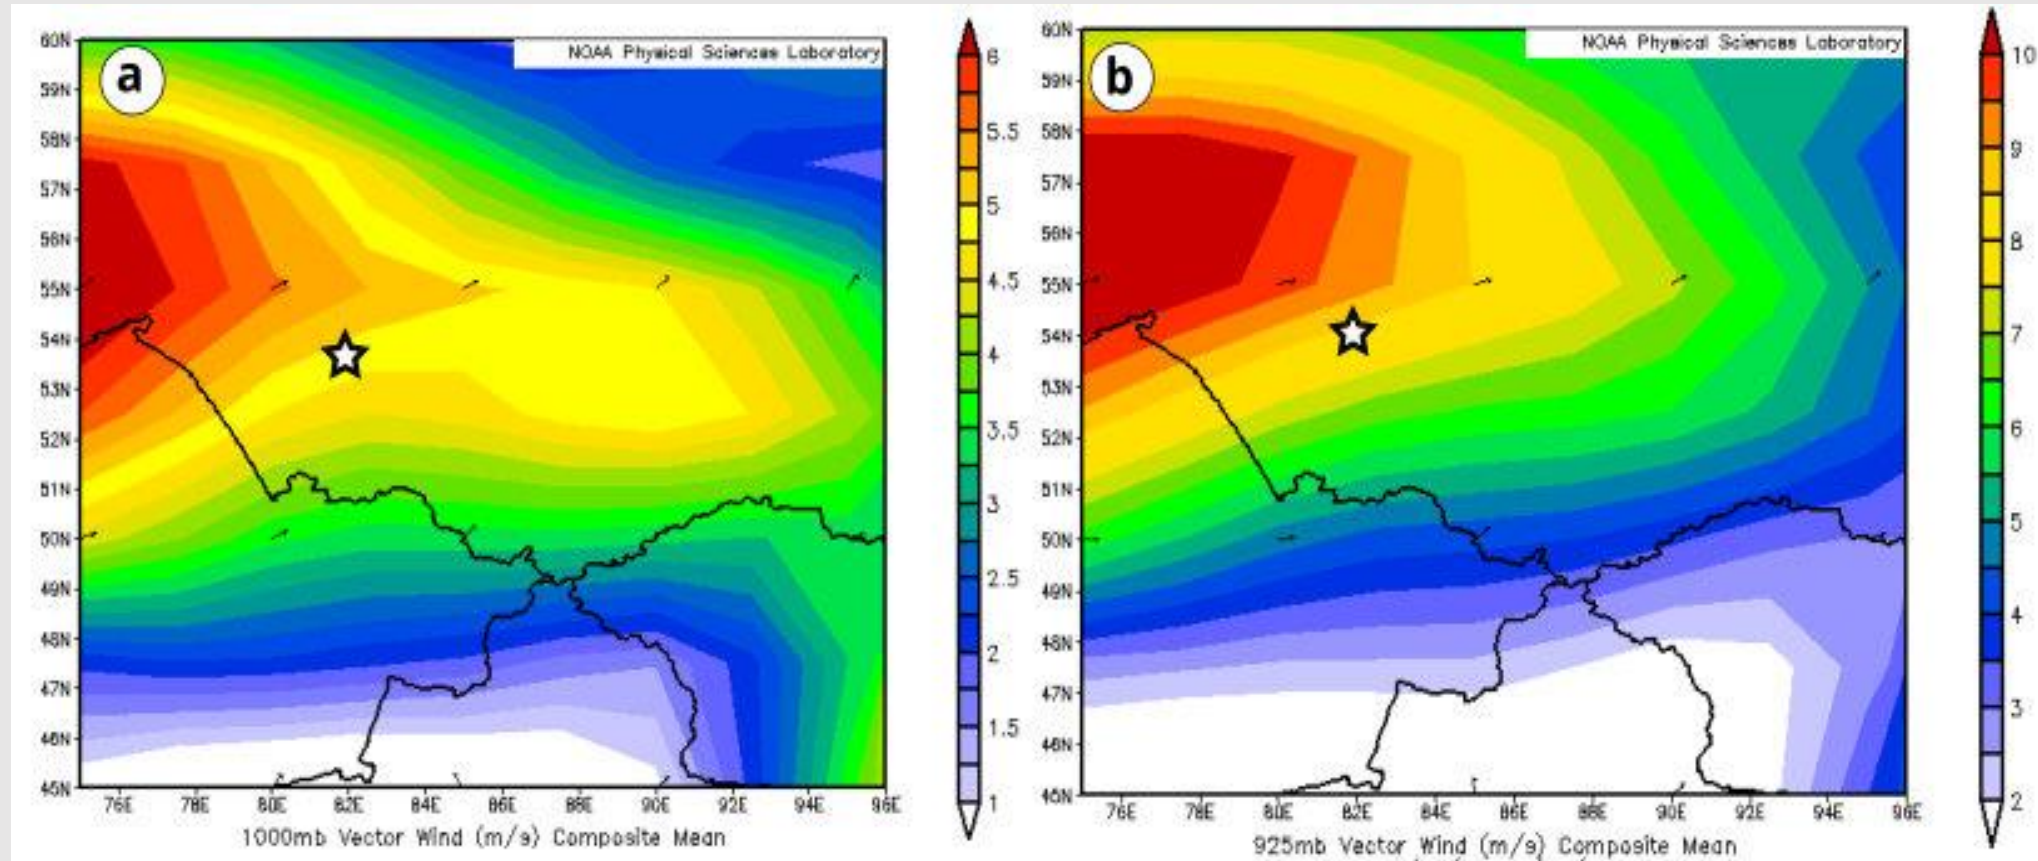 a
NOAA Physical Sciences Laboratory
60N
59N
58N
57N
56N
55N
54N
53N
52N
51N
50N
49N
48N
47N
46N
45N
76E
78E
80E
82E
84E
86E
88E
90E
92E
94E
96E
1000mb Vector Wind (m/s) Composite Mean
6
5.5
5
4.5
4
3.5
3
2.5
2
1.5
1
b
NOAA Physical Sciences Laboratory
60N
59N
58N
57N
56N
55N
54N
53N
52N
51N
50N
49N
48N
47N
46N
45N
76E
78E
80E
82E
84E
86E
88E
90E
92E
94E
96E
925mb Vector Wind (m/s) Composite Mean
10
9
8
7
6
5
4
3
2